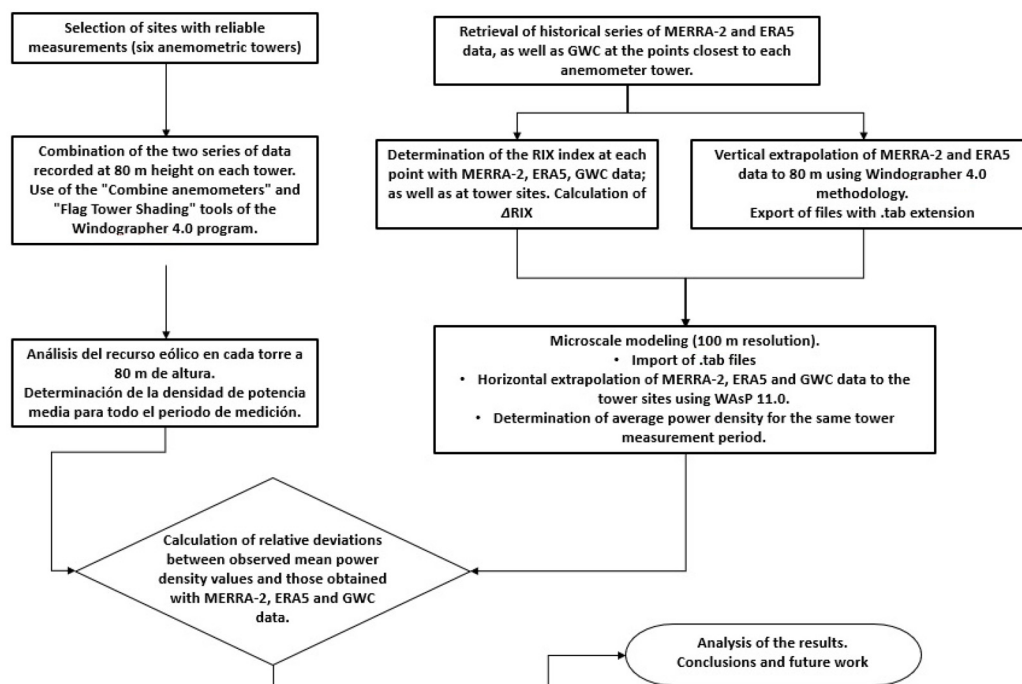 Selection of sites with reliable
measurements (six anemometric towers)
Retrieval of historical series of MERRA-2 and ERA5
data, as well as GWC at the points closest to each
anemometer tower.
Combination of the two series of data
recorded at 80 m height on each tower.
Use of the "Combine anemometers" and
"Flag Tower Shading" tools of the
Windographer 4.0 program.
Determination of the RIX index at each
point with MERRA-2, ERA5, GWC data;
as well as at tower sites. Calculation of
ΔRIX
Vertical extrapolation of MERRA-2 and ERA5
data to 80 m using Windographer 4.0
methodology.
Export of files with .tab extension
Análisis del recurso eólico en cada torre a
80 m de altura.
Determinación de la densidad de potencia
media para todo el periodo de medición.
Microscale modeling (100 m resolution).
• Import of .tab files
• Horizontal extrapolation of MERRA-2, ERA5 and GWC data to the
tower sites using WAsP 11.0.
• Determination of average power density for the same tower
measurement period.
Calculation of relative deviations
between observed mean power
density values and those obtained
with MERRA-2, ERA5 and GWC
data.
Analysis of the results.
Conclusions and future work